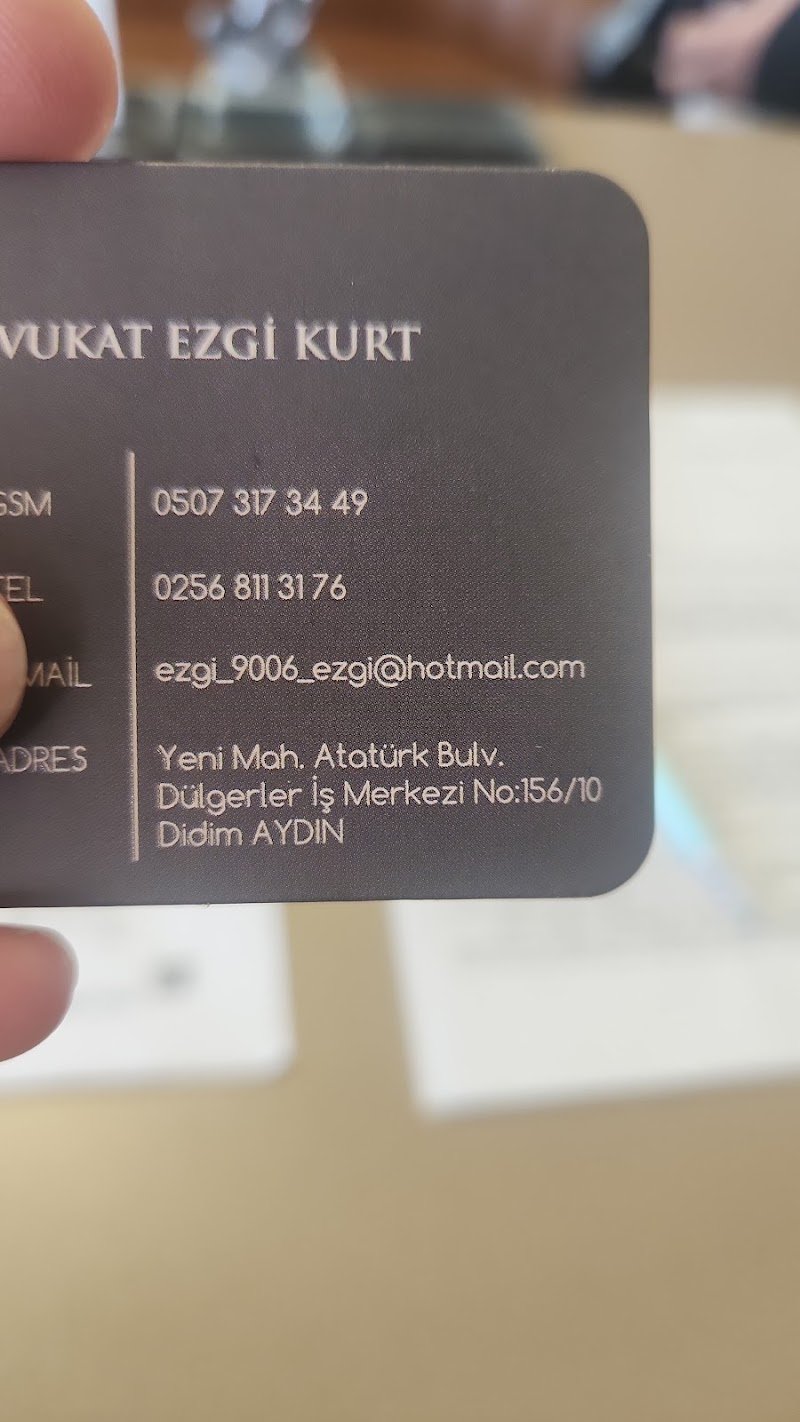 VUKAT EZGİ KURT
GSM 0507 317 34 49
TEL 0256 811 31 76
MAİL ezgi_9006_ezgi@hotmail.com
ADRES Yeni Mah. Atatürk Bulv.
Dülgerler İş Merkezi No:156/10
Didim AYDIN